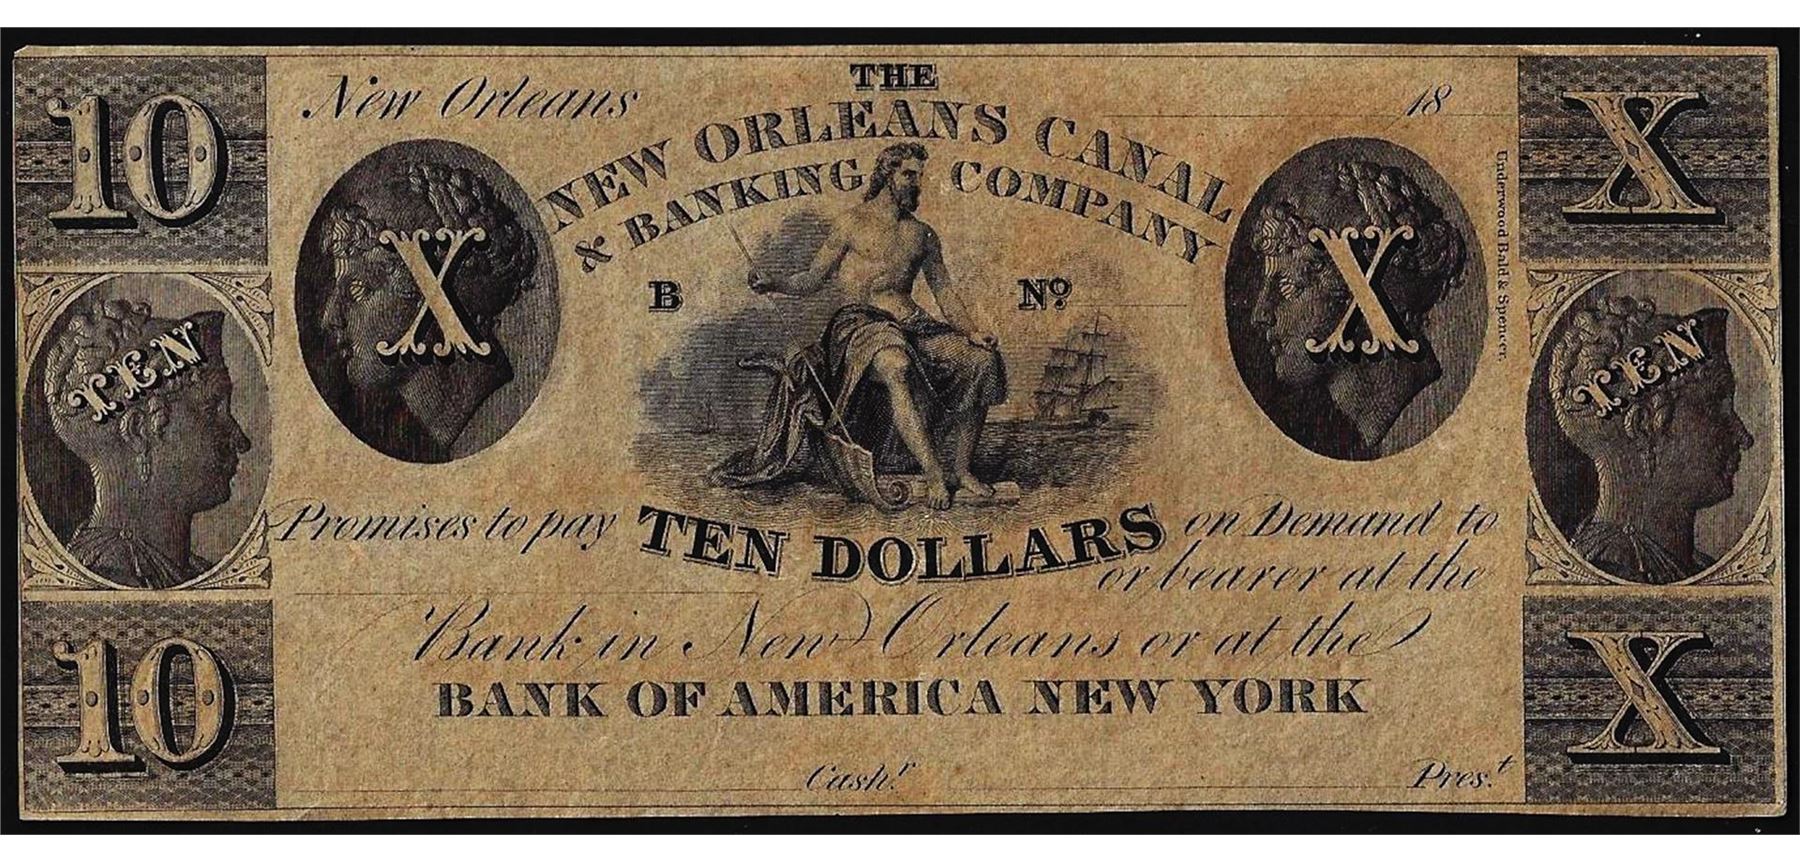 10
New Orleans
THE
18
X
NEW ORLEANS CANAL
& BANKING COMPANY
X
X
B
No
Underwood Bald & Spencer.
TEN
TEN
Promises to pay TEN DOLLARS on Demand to
or bearer at the
Bank in New Orleans or at the
BANK OF AMERICA NEW YORK
10
X
Cashr.
Prest.